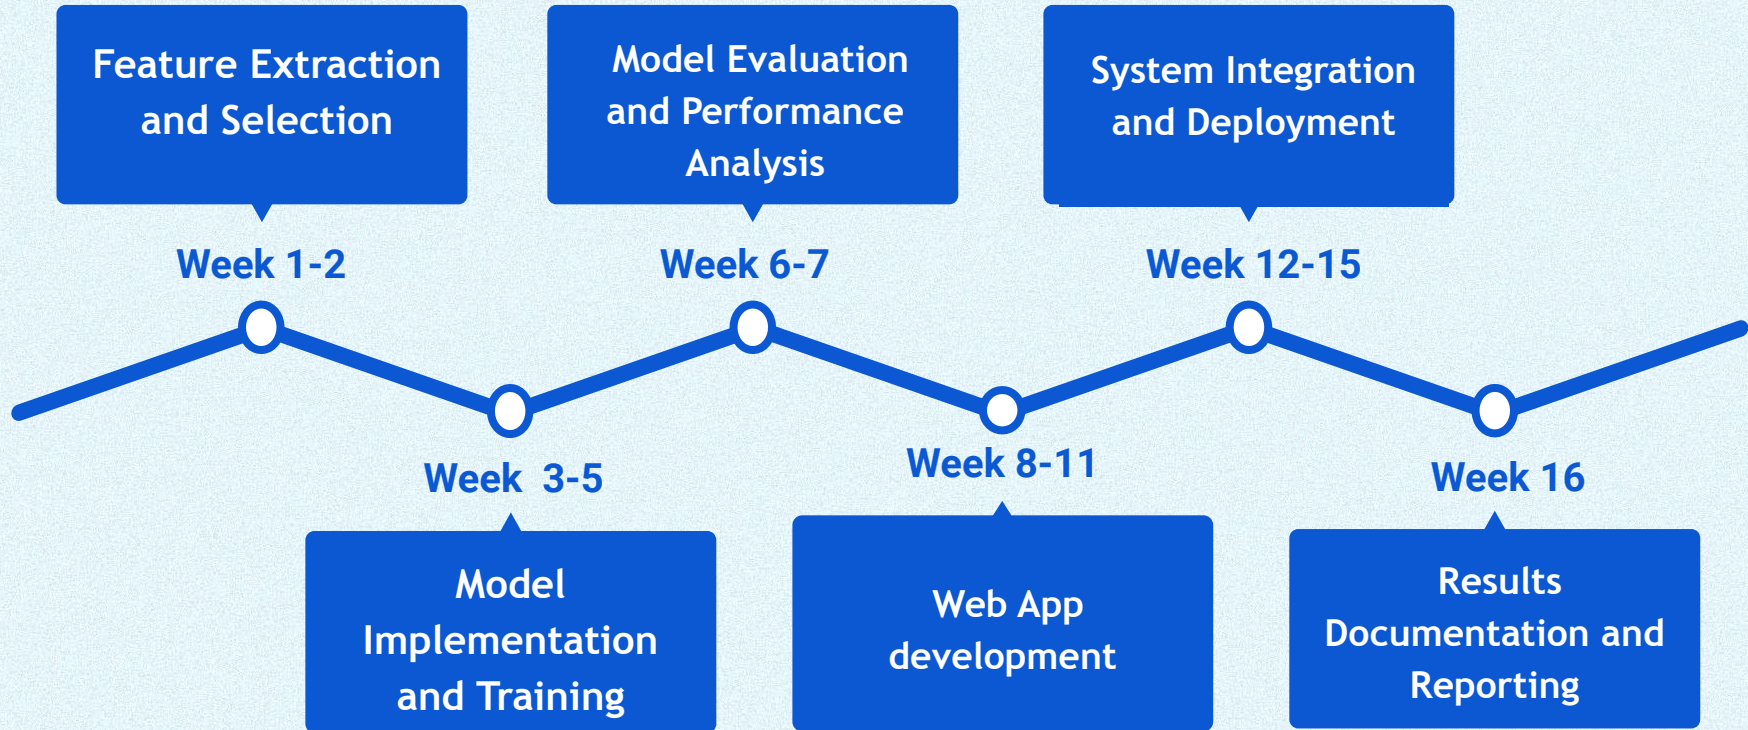 Feature Extraction
and Selection
Week 1-2
Model
Implementation
and Training
Week  3-5
Model Evaluation
and Performance
Analysis
Week 6-7
Web App
development
Week 8-11
System Integration
and Deployment
Week 12-15
Results
Documentation and
Reporting
Week 16